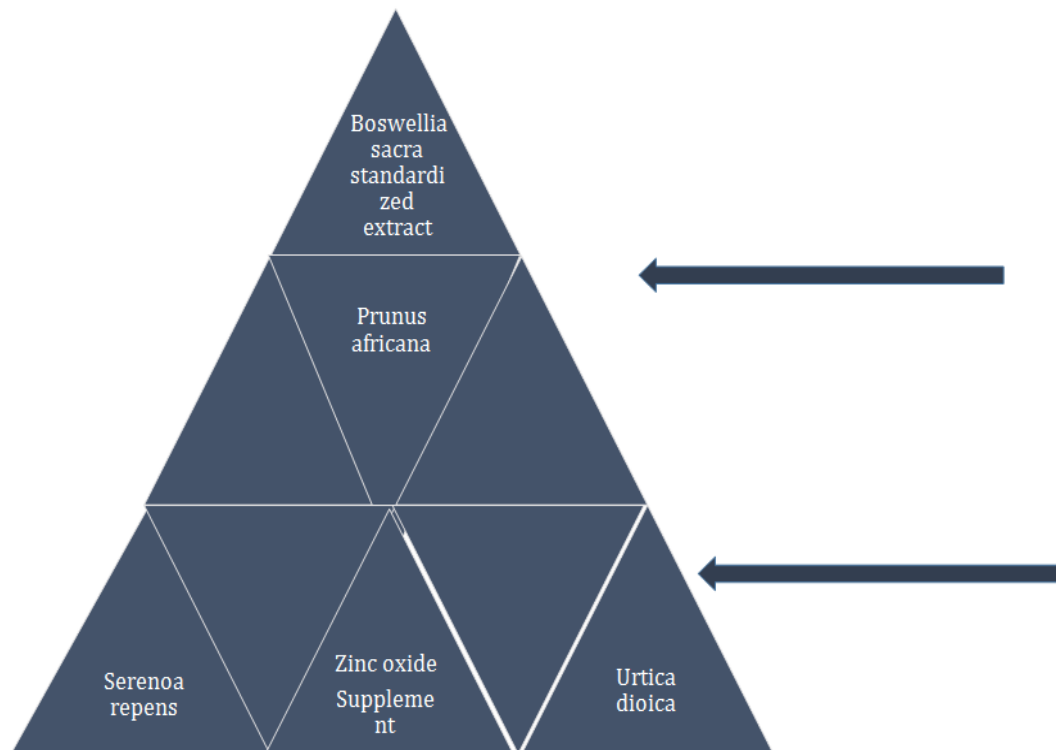 Boswellia
sacra
standardi
zed
extract
Prunus
africana
Serenoa
repens
Zinc oxide
Suppleme
nt
Urtica
dioica